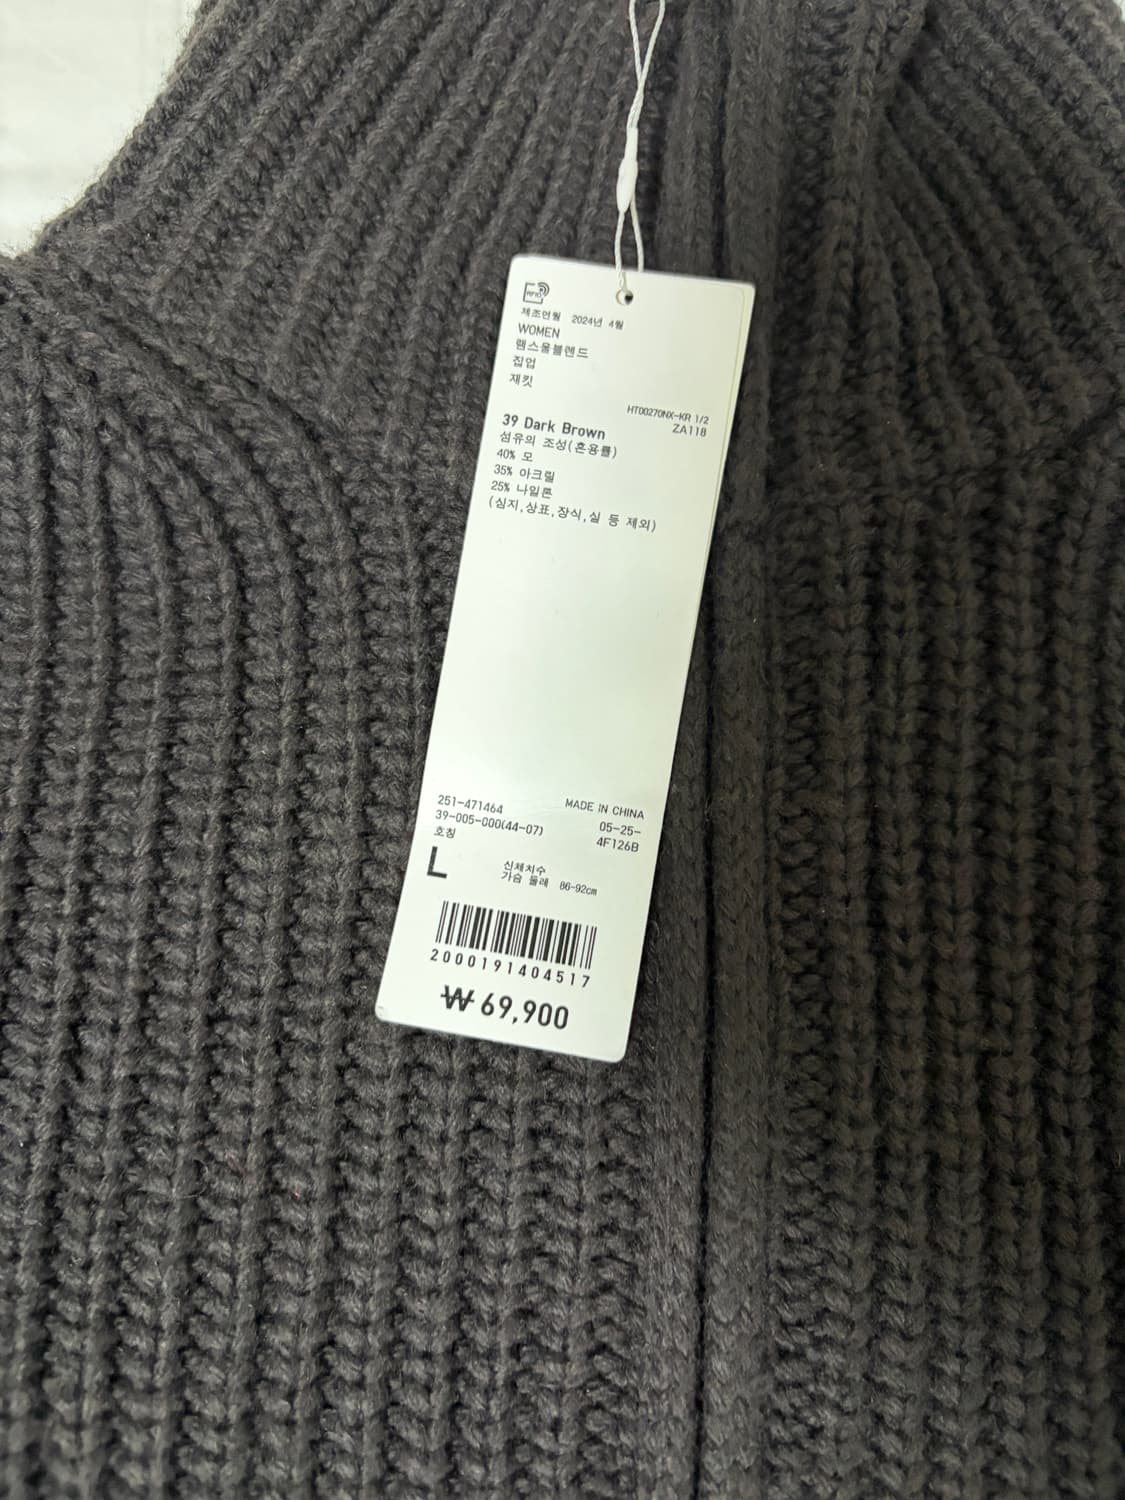 RFID
제조연월 2024년 4월
WOMEN
램스울블렌드
집업
재킷
HT00270NX-KR 1/2
39 Dark Brown ZA118
섬유의 조성(혼용률)
40% 모
35% 아크릴
25% 나일론
(심지,상표,장식,실 등 제외)
251-471464 MADE IN CHINA
39-005-000(44-07) 05-25-
호칭 4F126B
L 신체치수
가슴 둘레 86-92cm
2000191404517
₩69,900